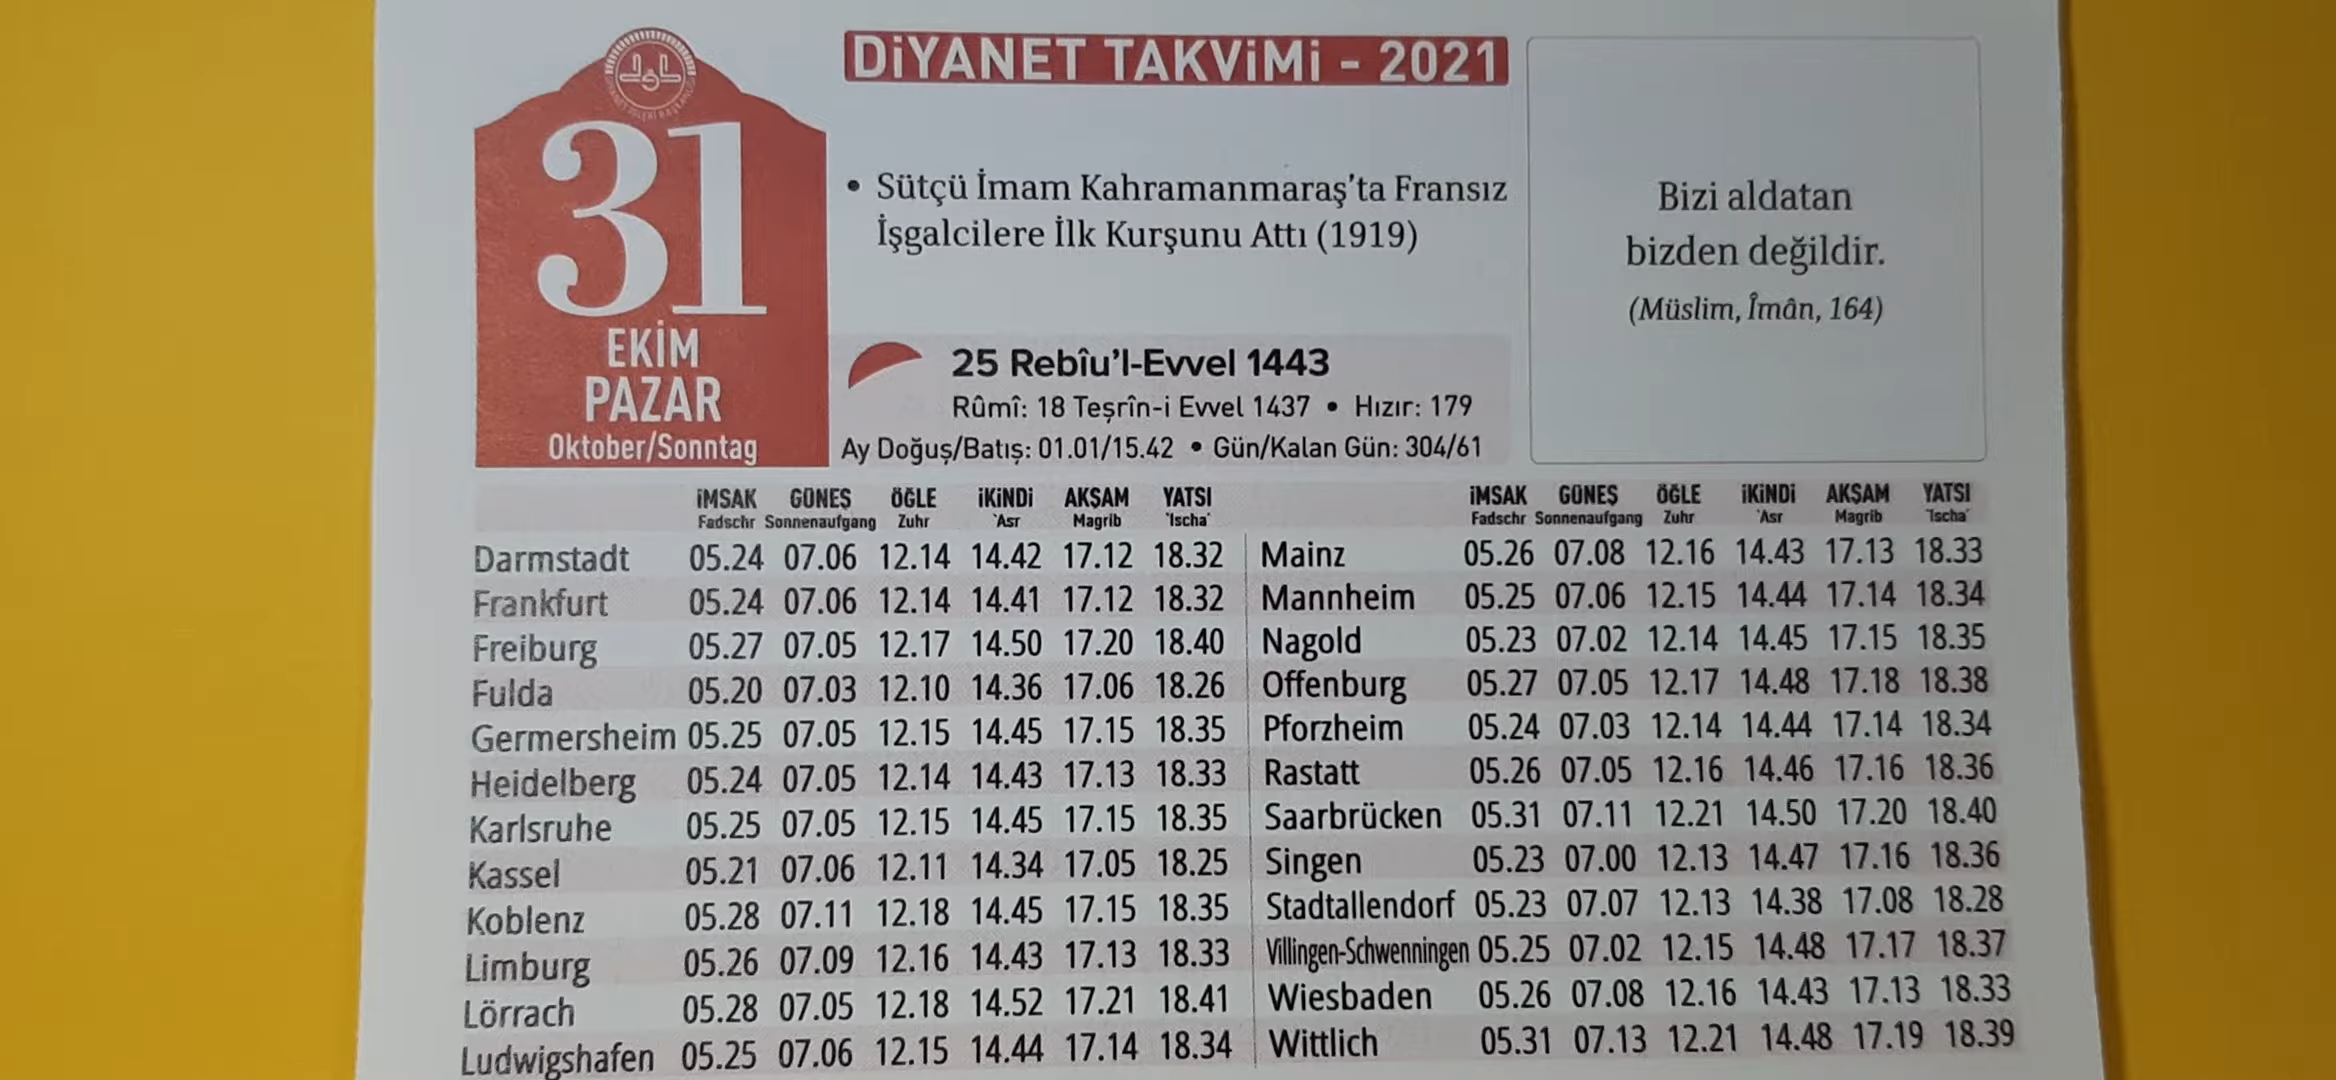 DİYANET TAKVİMİ - 2021
31
EKİM
PAZAR
Oktober/Sonntag
• Sütçü İmam Kahramanmaraş'ta Fransız
İşgalcilere İlk Kurşunu Attı (1919)
25 Rebîu'l-Evvel 1443
Rûmî: 18 Teşrîn-i Evvel 1437 • Hızır: 179
Ay Doğuş/Batış: 01.01/15.42 • Gün/Kalan Gün: 304/61
Bizi aldatan
bizden değildir.
(Müslim, Îmân, 164)
İMSAK GÜNEŞ ÖĞLE İKİNDİ AKŞAM YATSI
Fadschr Sonnenaufgang Zuhr 'Asr Magrib 'Ischa'
Darmstadt 05.24 07.06 12.14 14.42 17.12 18.32
Frankfurt 05.24 07.06 12.14 14.41 17.12 18.32
Freiburg 05.27 07.05 12.17 14.50 17.20 18.40
Fulda 05.20 07.03 12.10 14.36 17.06 18.26
Germersheim 05.25 07.05 12.15 14.45 17.15 18.35
Heidelberg 05.24 07.05 12.14 14.43 17.13 18.33
Karlsruhe 05.25 07.05 12.15 14.45 17.15 18.35
Kassel 05.21 07.06 12.11 14.34 17.05 18.25
Koblenz 05.28 07.11 12.18 14.45 17.15 18.35
Limburg 05.26 07.09 12.16 14.43 17.13 18.33
Lörrach 05.28 07.05 12.18 14.52 17.21 18.41
Ludwigshafen 05.25 07.06 12.15 14.44 17.14 18.34
İMSAK GÜNEŞ ÖĞLE İKİNDİ AKŞAM YATSI
Fadschr Sonnenaufgang Zuhr 'Asr Magrib 'Ischa'
Mainz 05.26 07.08 12.16 14.43 17.13 18.33
Mannheim 05.25 07.06 12.15 14.44 17.14 18.34
Nagold 05.23 07.02 12.14 14.45 17.15 18.35
Offenburg 05.27 07.05 12.17 14.48 17.18 18.38
Pforzheim 05.24 07.03 12.14 14.44 17.14 18.34
Rastatt 05.26 07.05 12.16 14.46 17.16 18.36
Saarbrücken 05.31 07.11 12.21 14.50 17.20 18.40
Singen 05.23 07.00 12.13 14.47 17.16 18.36
Stadtallendorf 05.23 07.07 12.13 14.38 17.08 18.28
Villingen-Schwenningen 05.25 07.02 12.15 14.48 17.17 18.37
Wiesbaden 05.26 07.08 12.16 14.43 17.13 18.33
Wittlich 05.31 07.13 12.21 14.48 17.19 18.39